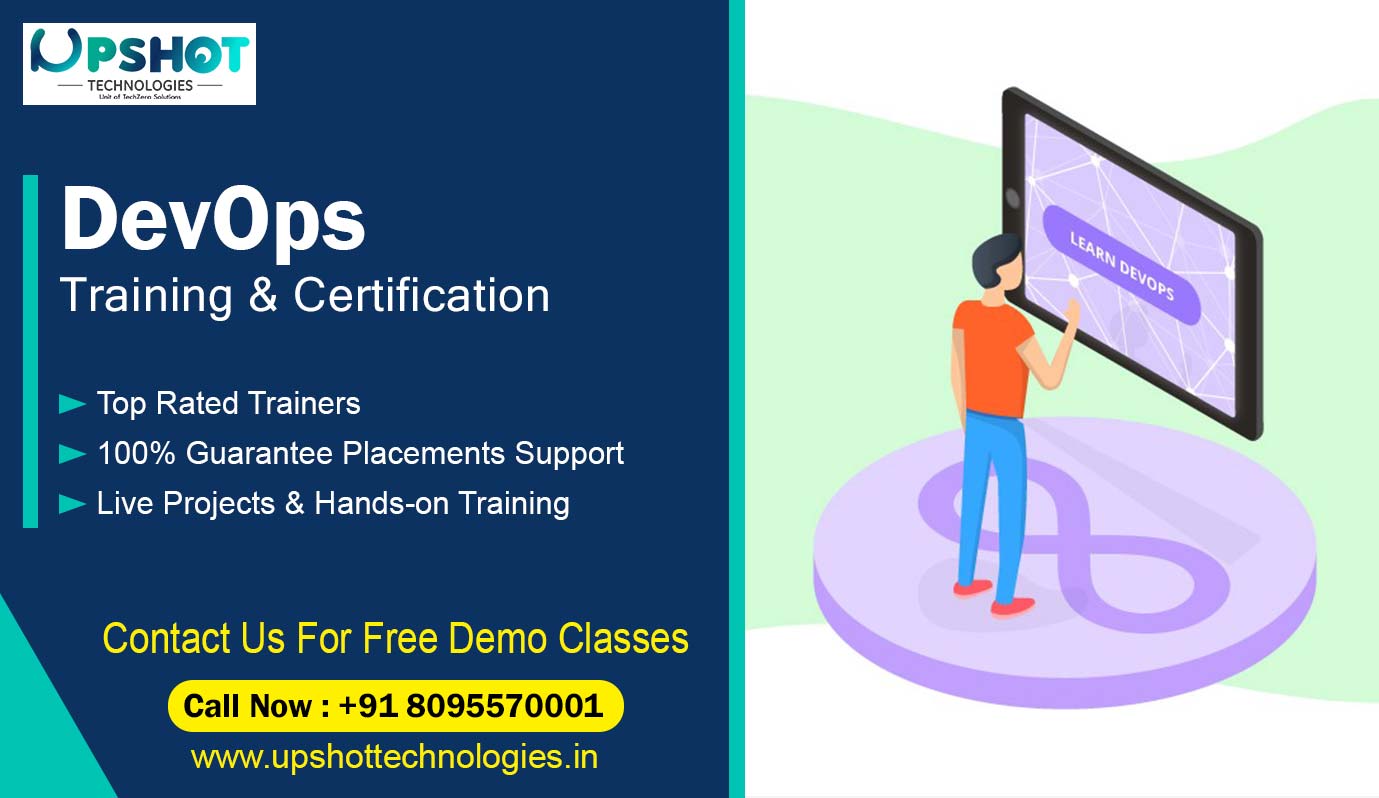 UPSHOT
TECHNOLOGIES
Unit of TechZero Solutions
DevOps
Training & Certification
Top Rated Trainers
100% Guarantee Placements Support
Live Projects & Hands-on Training
Contact Us For Free Demo Classes
Call Now : +91 8095570001
www.upshottechnologies.in
LEARN DEVOPS